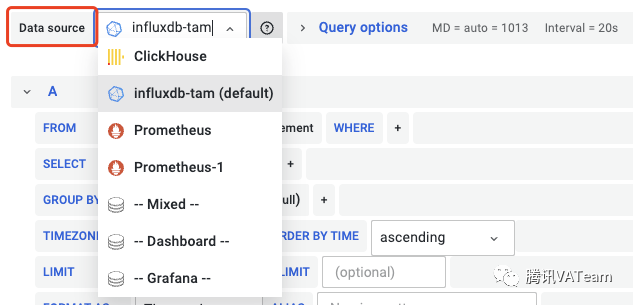 Data source influxdb-tam ? > Query options MD = auto = 1013 Interval = 20s
ClickHouse
A influxdb-tam (default)
FROM Prometheus ement WHERE +
SELECT Prometheus-1 +
GROUP BY -- Mixed -- ull) +
TIMEZON -- Dashboard -- RDER BY TIME ascending
LIMIT -- Grafana -- LIMIT (optional)
腾讯VATeam